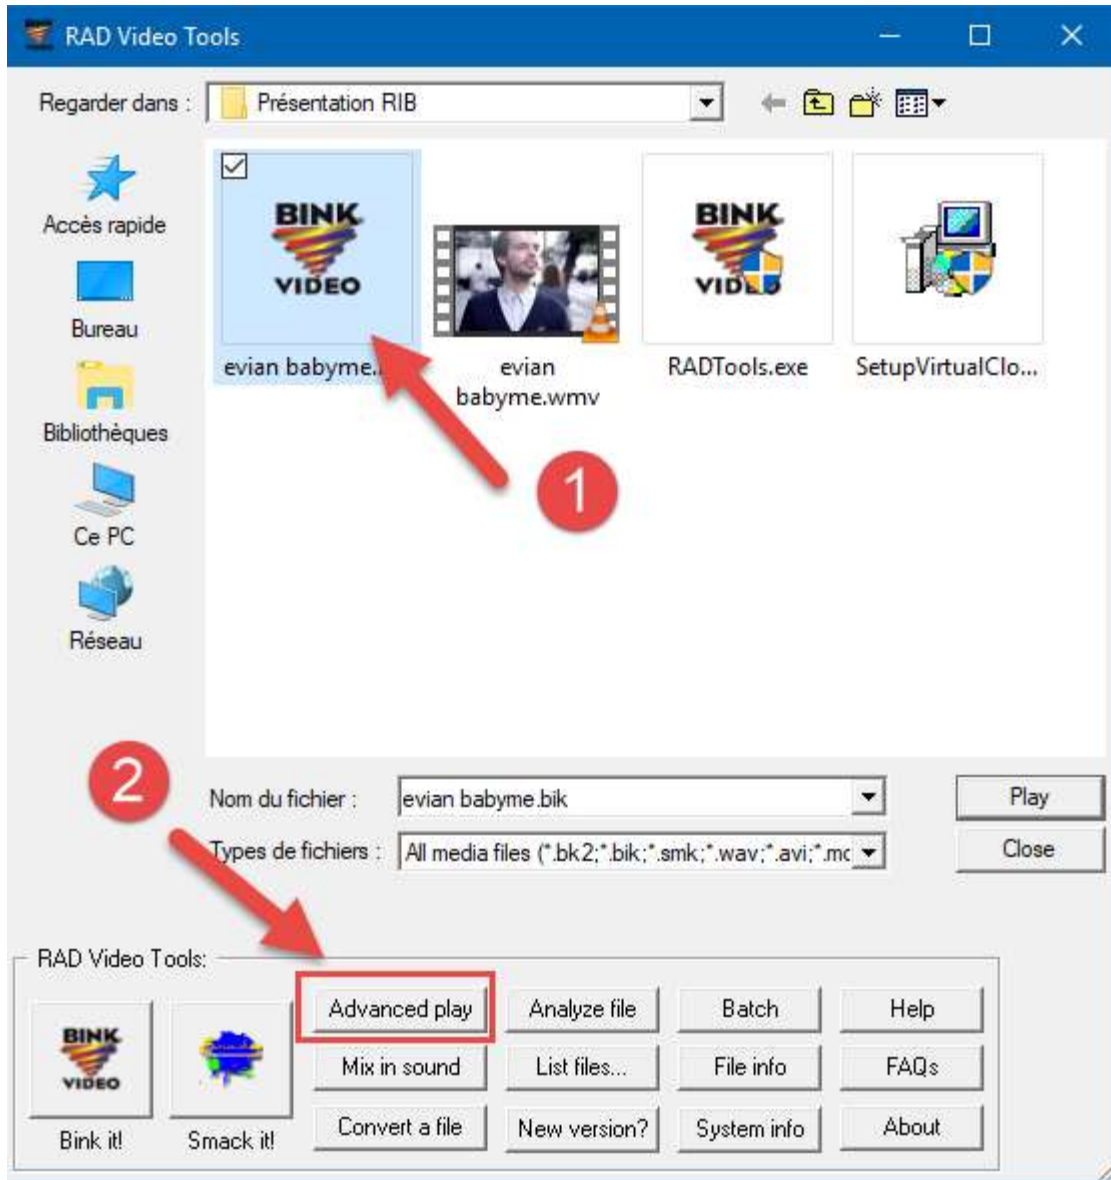 RAD Video Tools
Regarder dans :
Présentation RIB
Accès rapide
Bureau
Bibliothèques
Ce PC
Réseau
BINK
VIDEO
evian babyme.
evian
babyme.wmv
BINK
VIDEO
RADTools.exe
SetupVirtualClo...
1
2
Nom du fichier :
evian babyme.bik
Play
Types de fichiers :
All media files (*.bk2;*.bik;*.smk;*.wav;*.avi;*.mc
Close
RAD Video Tools:
BINK
VIDEO
Bink it!
Smack it!
Advanced play
Analyze file
Batch
Help
Mix in sound
List files...
File info
FAQs
Convert a file
New version?
System info
About